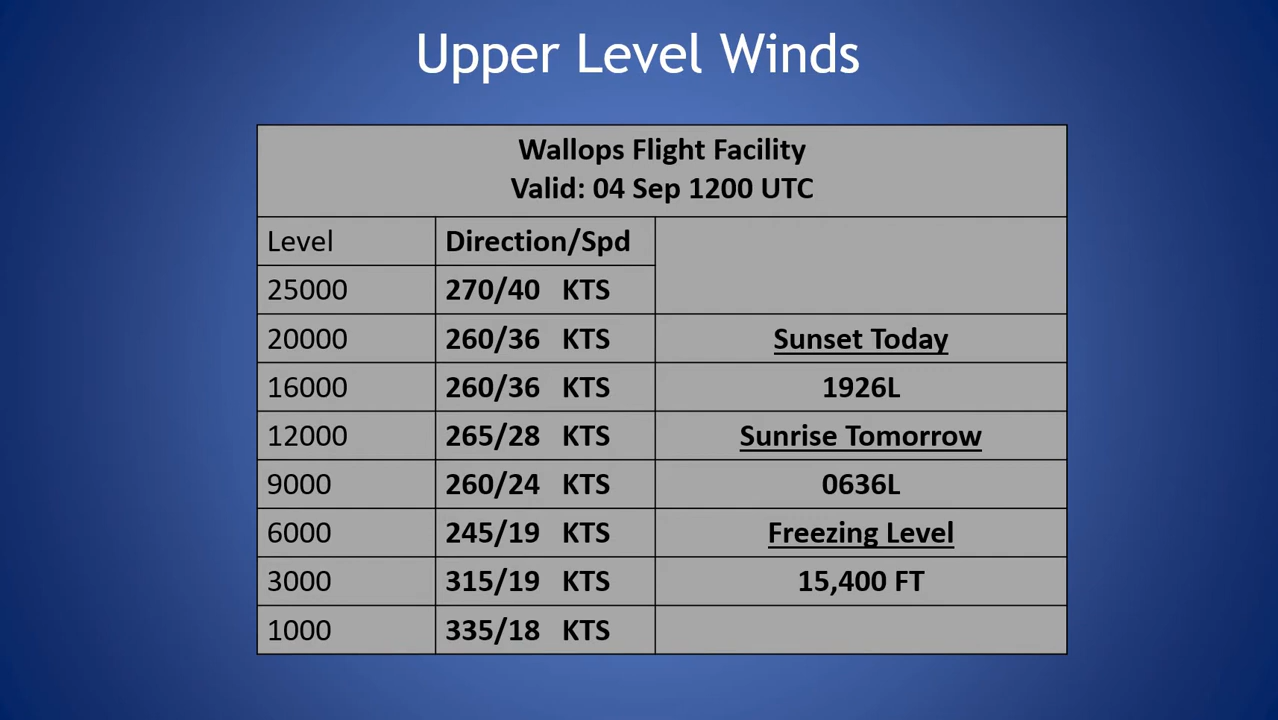 Upper Level Winds
Wallops Flight Facility
Valid: 04 Sep 1200 UTC
Level Direction/Spd
25000 270/40 KTS
20000 260/36 KTS Sunset Today
16000 260/36 KTS 1926L
12000 265/28 KTS Sunrise Tomorrow
9000 260/24 KTS 0636L
6000 245/19 KTS Freezing Level
3000 315/19 KTS 15,400 FT
1000 335/18 KTS